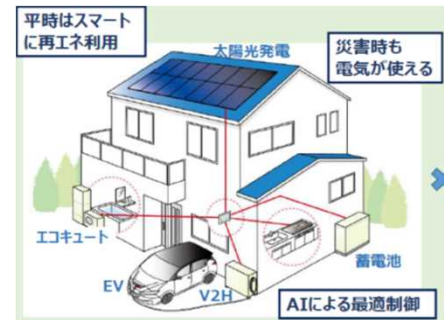 平時はスマート
に再エネ利用
太陽光発電
災害時も
電気が使える
エコキュート
EV
V2H
蓄電池
AIによる最適制御